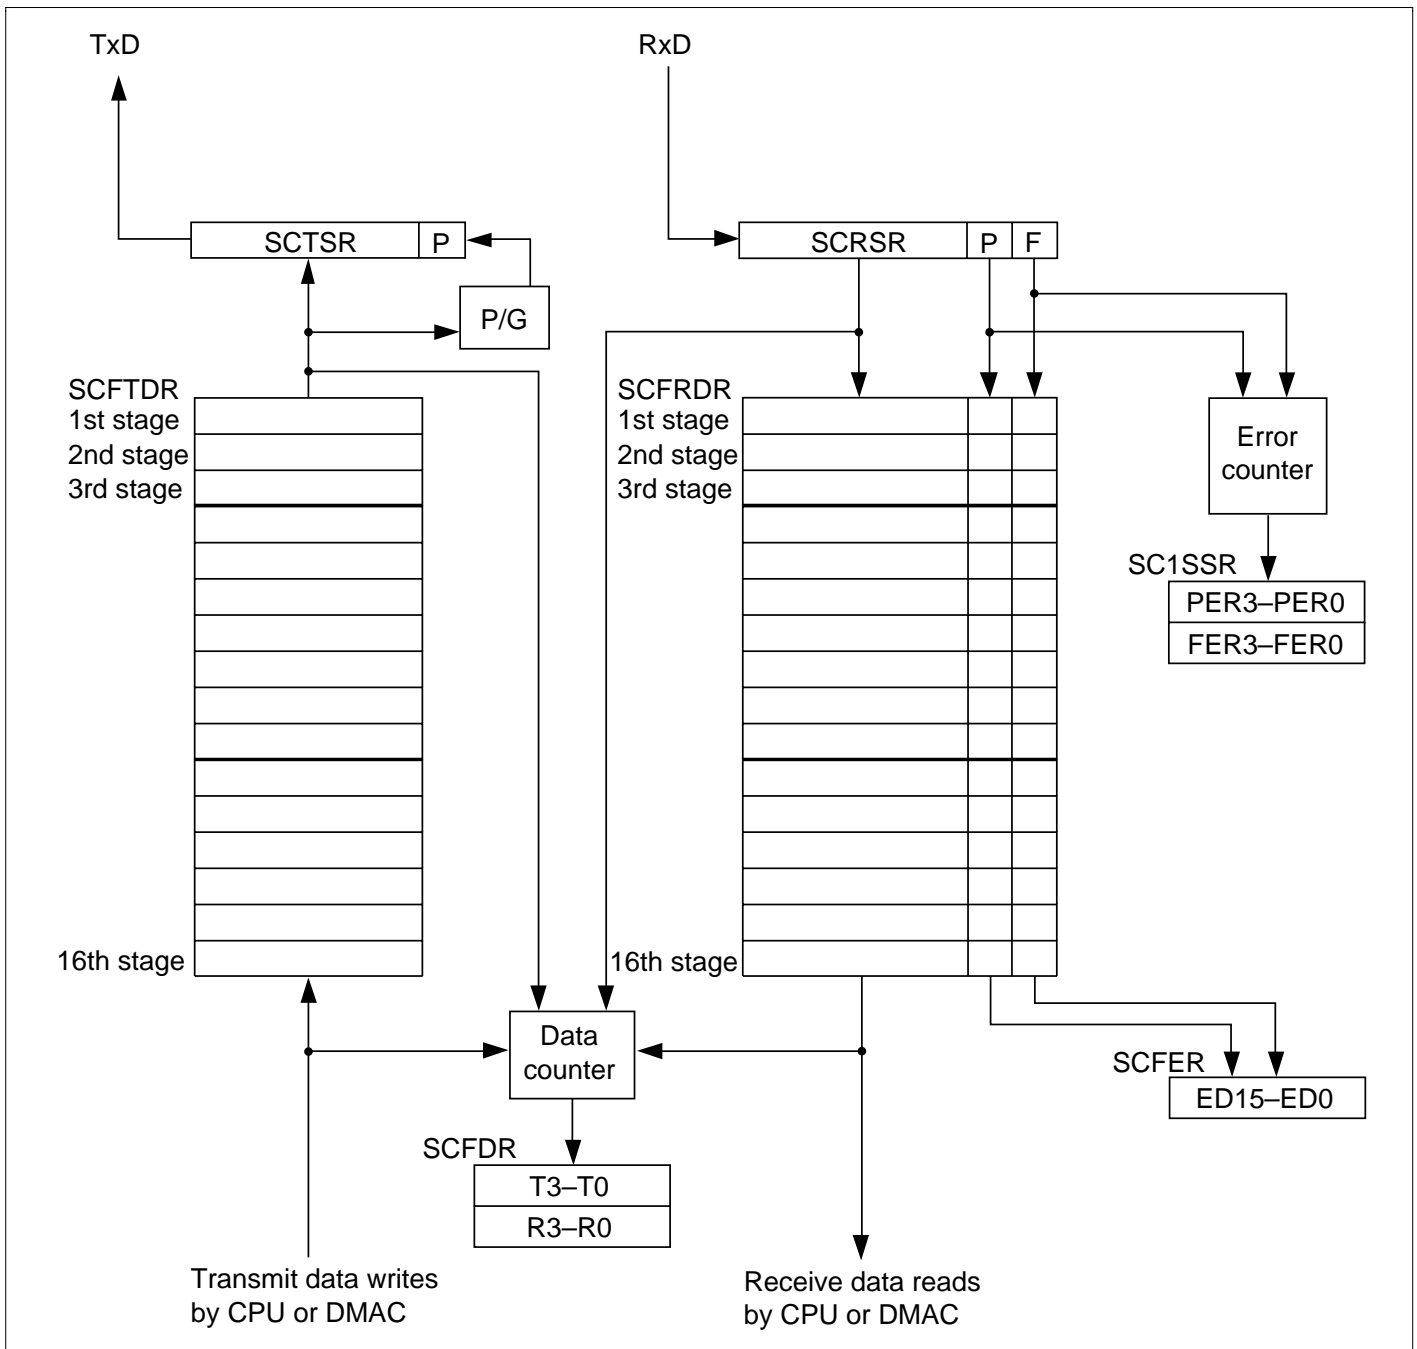 TxD
RxD
SCTSR
P
SCRSR
P
F
P/G
SCFTDR
1st stage
2nd stage
3rd stage
16th stage
SCFRDR
1st stage
2nd stage
3rd stage
16th stage
Error
counter
SC1SSR
PER3–PER0
FER3–FER0
Data
counter
SCFDR
T3–T0
R3–R0
SCFER
ED15–ED0
Transmit data writes
by CPU or DMAC
Receive data reads
by CPU or DMAC